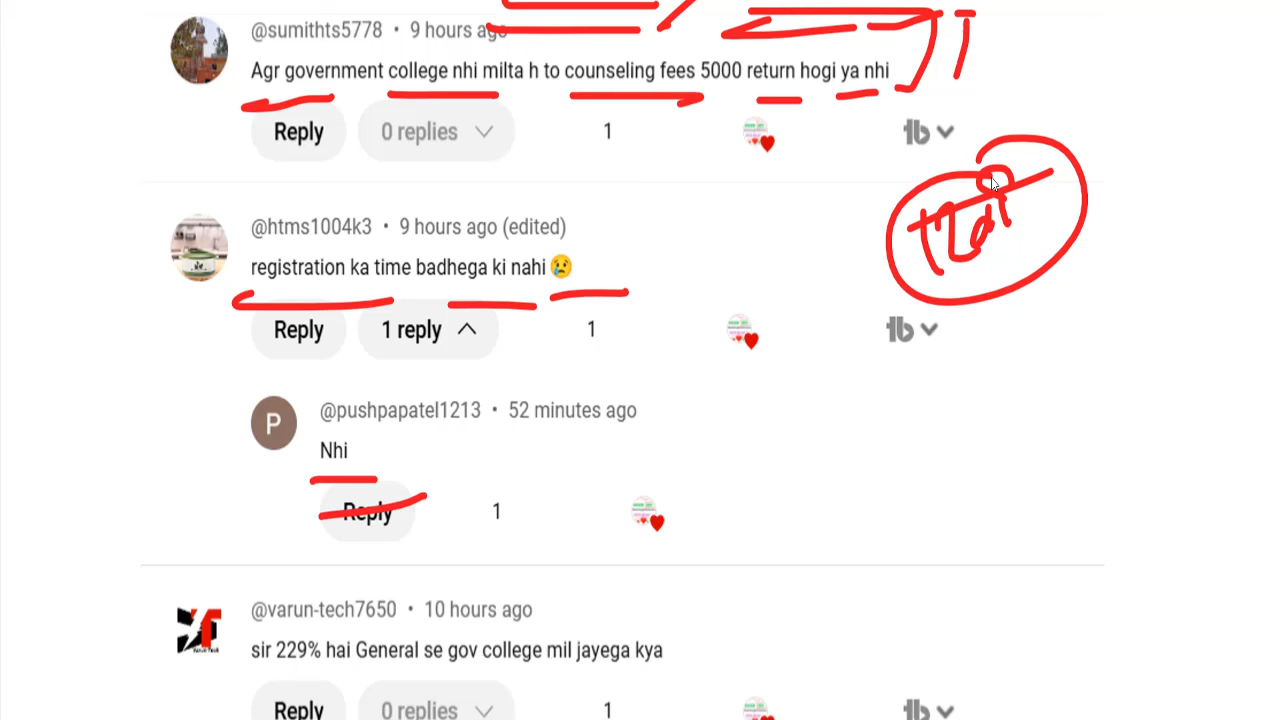 @sumithts5778 • 9 hours ago
Agr government college nhi milta h to counseling fees 5000 return hogi ya nhi
Reply 0 replies 1
@htms1004k3 • 9 hours ago (edited)
registration ka time badhega ki nahi 😢
Reply 1 reply 1
P @pushpapatel1213 • 52 minutes ago
Nhi
Reply 1
@varun-tech7650 • 10 hours ago
sir 229% hai General se gov college mil jayega kya
Reply 0 replies 1